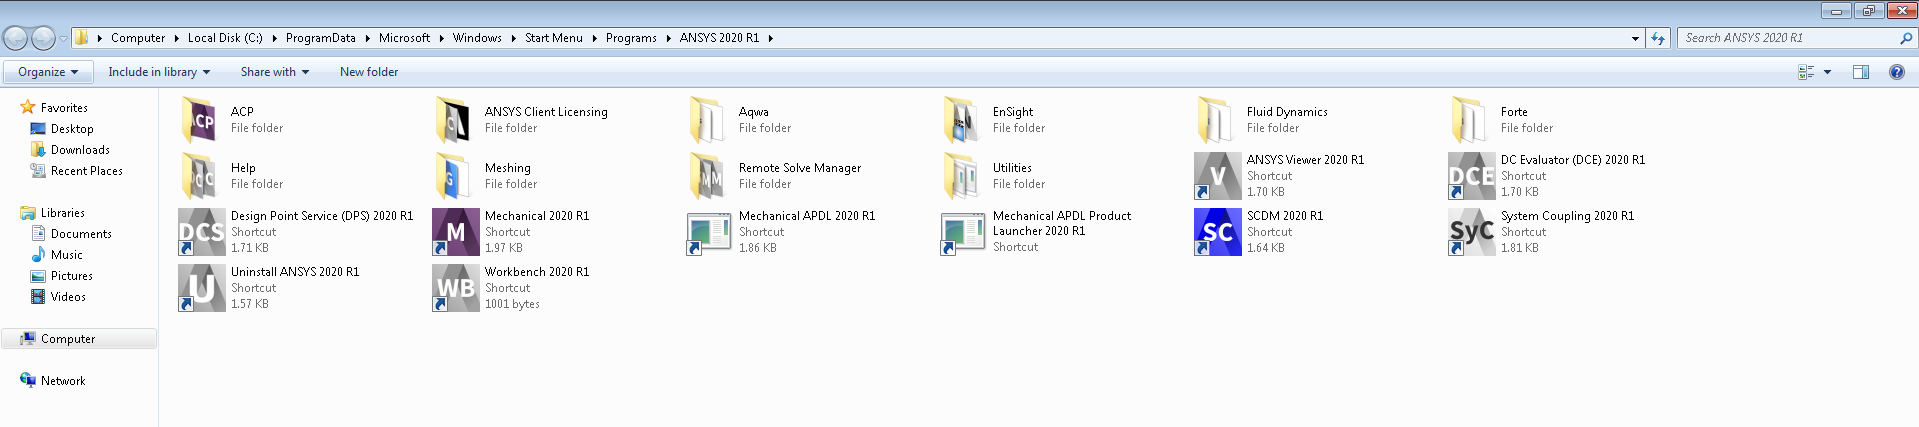 Computer Local Disk (C:) ProgramData Microsoft Windows Start Menu Programs ANSYS 2020 R1 Search ANSYS 2020 R1
Organize Include in library Share with New folder
Favorites
Desktop
Downloads
Recent Places
Libraries
Documents
Music
Pictures
Videos
Computer
Network
ACP
File folder
ANSYS Client Licensing
File folder
Aqwa
File folder
EnSight
File folder
Fluid Dynamics
File folder
Forte
File folder
Help
File folder
Meshing
File folder
Remote Solve Manager
File folder
Utilities
File folder
ANSYS Viewer 2020 R1
Shortcut
1.70 KB
DC Evaluator (DCE) 2020 R1
Shortcut
1.70 KB
Design Point Service (DPS) 2020 R1
Shortcut
1.71 KB
Mechanical 2020 R1
Shortcut
1.97 KB
Mechanical APDL 2020 R1
Shortcut
1.86 KB
Mechanical APDL Product
Launcher 2020 R1
Shortcut
SCDM 2020 R1
Shortcut
1.64 KB
System Coupling 2020 R1
Shortcut
1.81 KB
Uninstall ANSYS 2020 R1
Shortcut
1.57 KB
Workbench 2020 R1
Shortcut
1001 bytes
ACP
V
DCE
DCS
M
SC
SyC
U
WB